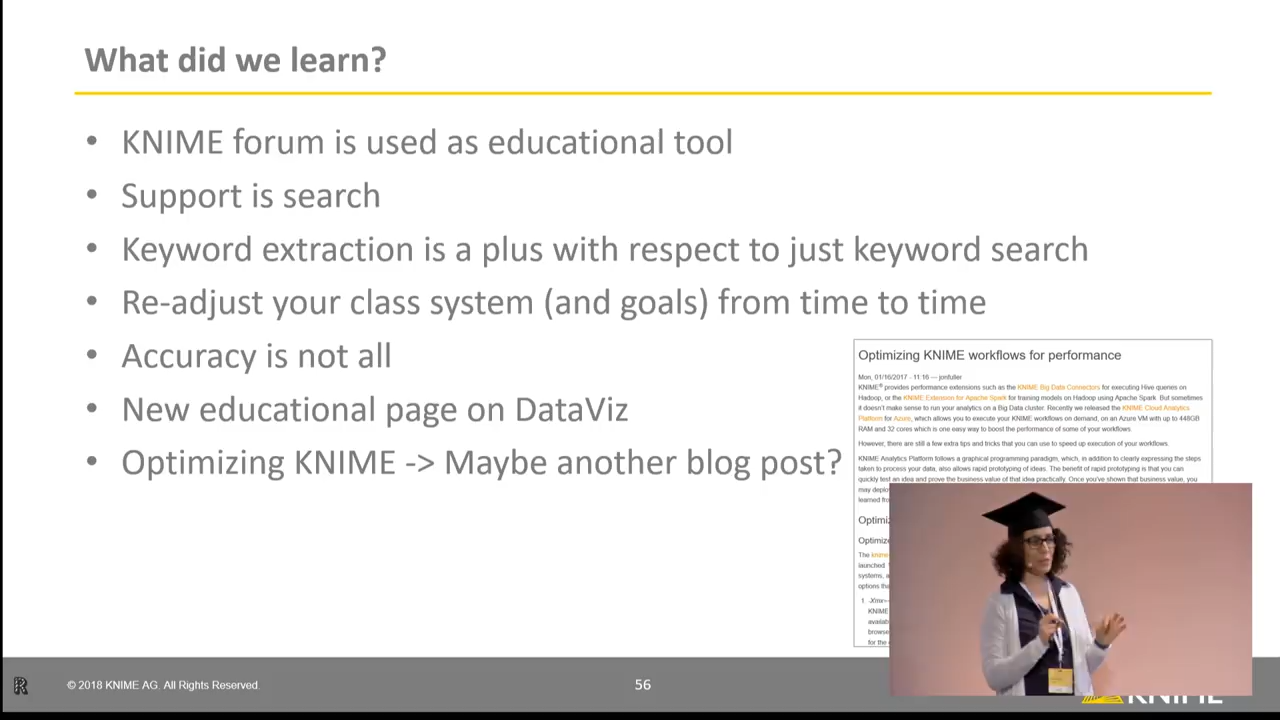 What did we learn?
• KNIME forum is used as educational tool
• Support is search
• Keyword extraction is a plus with respect to just keyword search
• Re-adjust your class system (and goals) from time to time
• Accuracy is not all
• New educational page on DataViz
• Optimizing KNIME -> Maybe another blog post?
Optimizing KNIME workflows for performance
Mon, 01/16/2017 - 11:16 — jonfuller
KNIME® provides performance extensions such as the KNIME Big Data Connectors for executing Hive queries on
Hadoop, or the KNIME Extension for Apache Spark for training models on Hadoop using Apache Spark. But sometimes
it doesn't make sense to run your analytics on a Big Data cluster. Recently we released the KNIME Cloud Analytics
Platform for Azure, which allows you to execute your KNIME workflows on demand, on an Azure VM with up to 448GB
RAM and 32 cores which is one easy way to boost the performance of some of your workflows.
However, there are still a few extra tips and tricks that you can use to speed up execution of your workflows.
KNIME Analytics Platform follows a graphical programming paradigm, which, in addition to clearly expressing the steps
taken to process your data, also allows rapid prototyping of ideas. The benefit of rapid prototyping is that you can
quickly test an idea and prove the business value of that idea practically. Once you've shown that business value, you
may
learned
The
launched
systems, a
options
1.
KNIME
for the
© 2018 KNIME AG. All Rights Reserved.
56
KNIME